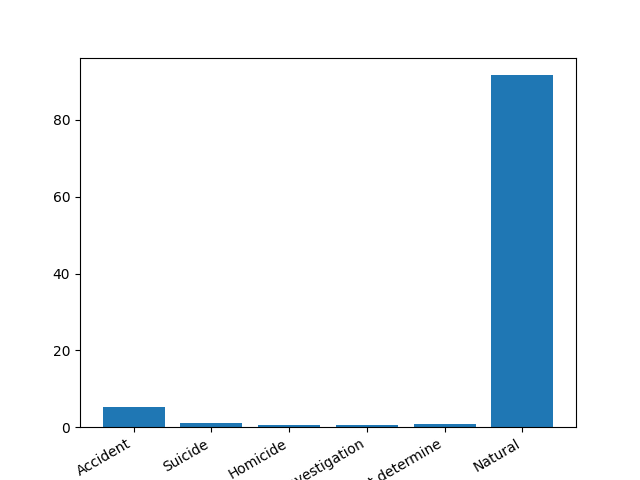 80
60
40
20
0
Accident
Suicide
Homicide
vestigation
t determine
Natural